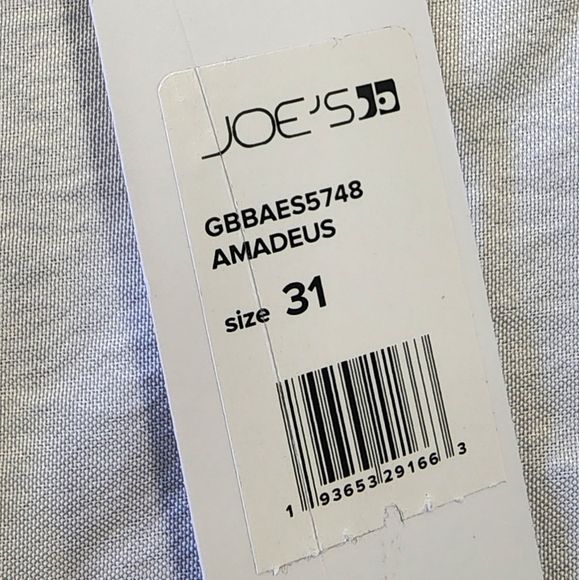 JOE'S
GBBAES5748
AMADEUS
size 31
1 93653 29166 3